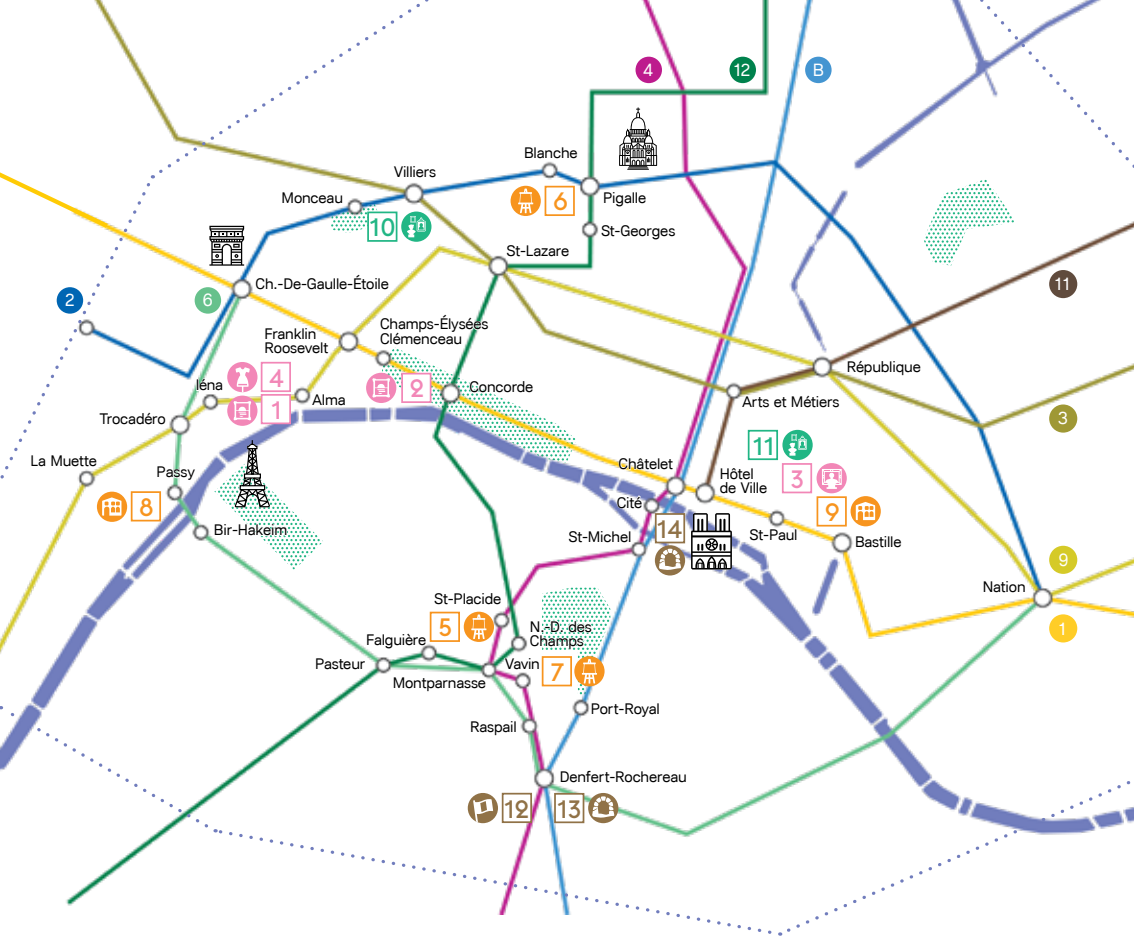 4
12
B
Blanche
Villiers
Monceau
6
Pigalle
10
St-Georges
St-Lazare
Ch.-De-Gaulle-Étoile
2
6
11
Franklin
Roosevelt
Champs-Élysées
Clémenceau
République
Iéna
4
2
Concorde
1
Alma
Arts et Métiers
Trocadéro
3
11
La Muette
Passy
Châtelet
Hôtel
de Ville
3
8
Cité
9
Bir-Hakeim
14
St-Michel
St-Paul
Bastille
9
Nation
St-Placide
5
N.-D. des
Champs
1
Falguière
Pasteur
Vavin
7
Montparnasse
Port-Royal
Raspail
Denfert-Rochereau
12
13